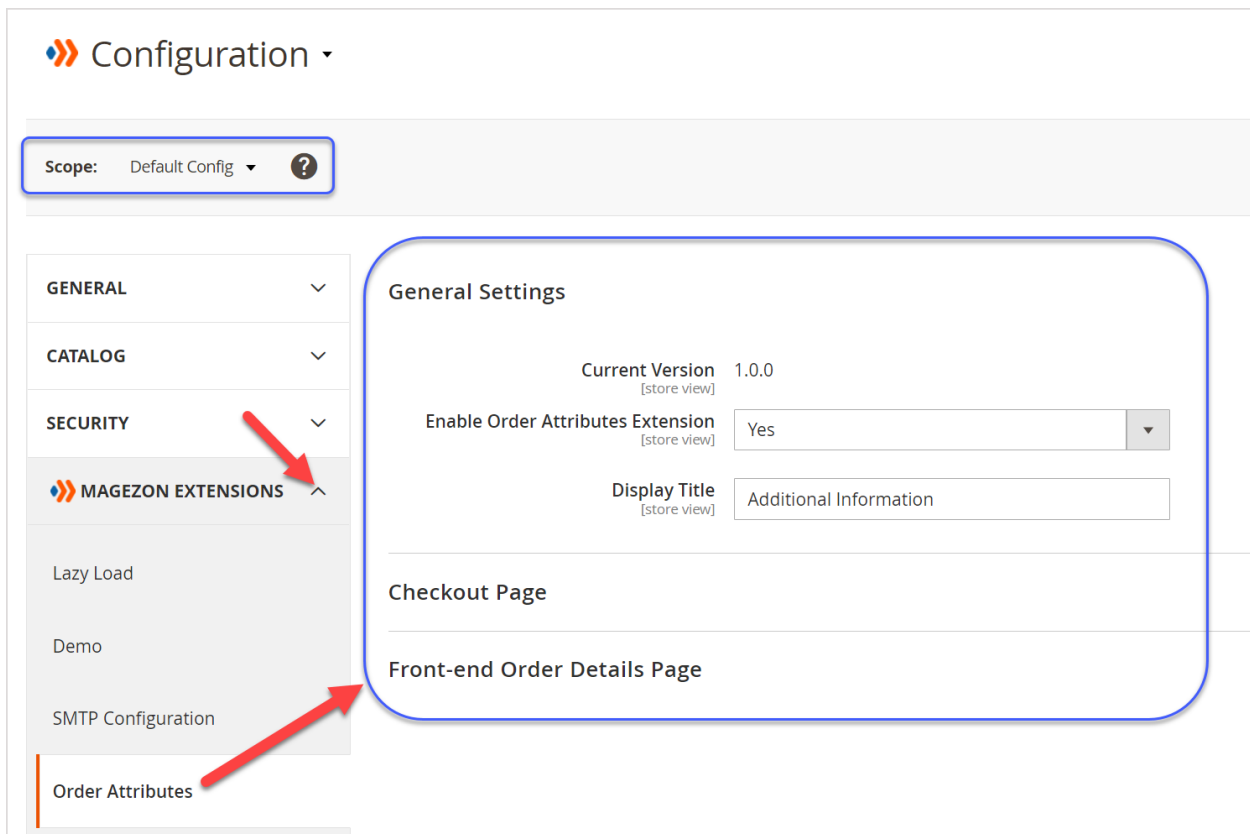 Configuration
Scope: Default Config ?
GENERAL
CATALOG
SECURITY
MAGEZON EXTENSIONS
Lazy Load
Demo
SMTP Configuration
Order Attributes
General Settings
Current Version 1.0.0
[store view]
Enable Order Attributes Extension Yes
[store view]
Display Title Additional Information
[store view]
Checkout Page
Front-end Order Details Page